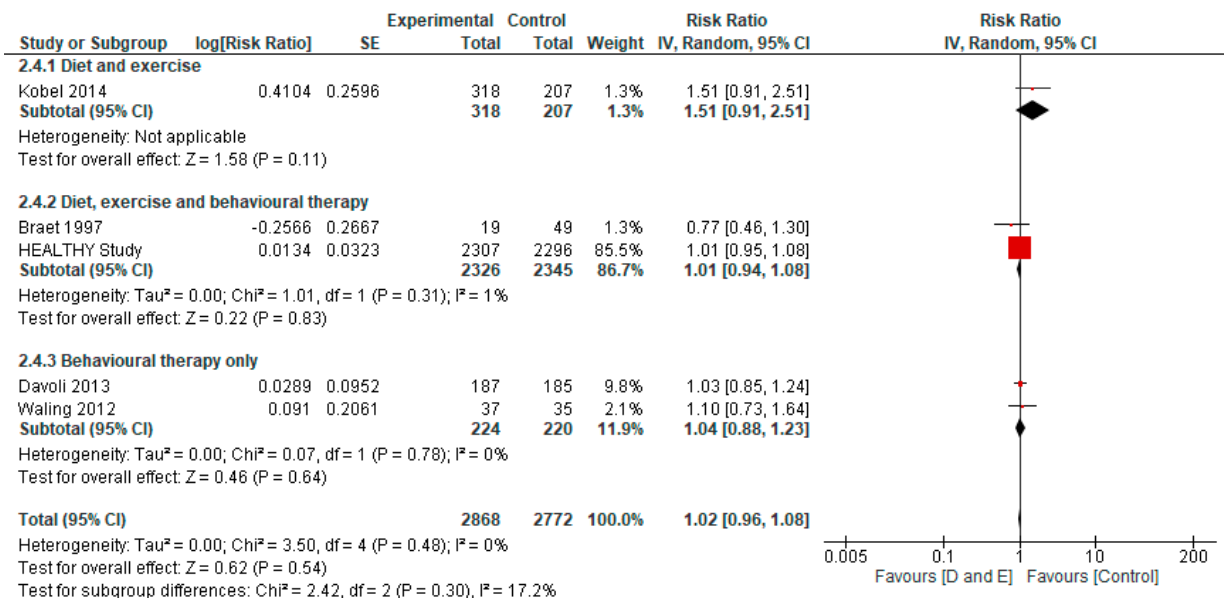 Experimental Control Risk Ratio Risk Ratio
Study or Subgroup log[Risk Ratio] SE Total Total Weight IV, Random, 95% CI IV, Random, 95% CI
2.4.1 Diet and exercise
Kobel 2014 0.4104 0.2596 318 207 1.3% 1.51 [0.91, 2.51]
Subtotal (95% CI) 318 207 1.3% 1.51 [0.91, 2.51]
Heterogeneity: Not applicable
Test for overall effect: Z = 1.58 (P = 0.11)
2.4.2 Diet, exercise and behavioural therapy
Braet 1997 -0.2566 0.2667 19 49 1.3% 0.77 [0.46, 1.30]
HEALTHY Study 0.0134 0.0323 2307 2296 85.5% 1.01 [0.95, 1.08]
Subtotal (95% CI) 2326 2345 86.7% 1.01 [0.94, 1.08]
Heterogeneity: Tau² = 0.00; Chi² = 1.01, df = 1 (P = 0.31); I² = 1%
Test for overall effect: Z = 0.22 (P = 0.83)
2.4.3 Behavioural therapy only
Davoli 2013 0.0289 0.0952 187 185 9.8% 1.03 [0.85, 1.24]
Waling 2012 0.091 0.2061 37 35 2.1% 1.10 [0.73, 1.64]
Subtotal (95% CI) 224 220 11.9% 1.04 [0.88, 1.23]
Heterogeneity: Tau² = 0.00; Chi² = 0.07, df = 1 (P = 0.78); I² = 0%
Test for overall effect: Z = 0.46 (P = 0.64)
Total (95% CI) 2868 2772 100.0% 1.02 [0.96, 1.08]
Heterogeneity: Tau² = 0.00; Chi² = 3.50, df = 4 (P = 0.48); I² = 0%
Test for overall effect: Z = 0.62 (P = 0.54)
Test for subgroup differences: Chi² = 2.42, df = 2 (P = 0.30), I² = 17.2%
0.005 0.1 1 10 200
Favours [D and E] Favours [Control]